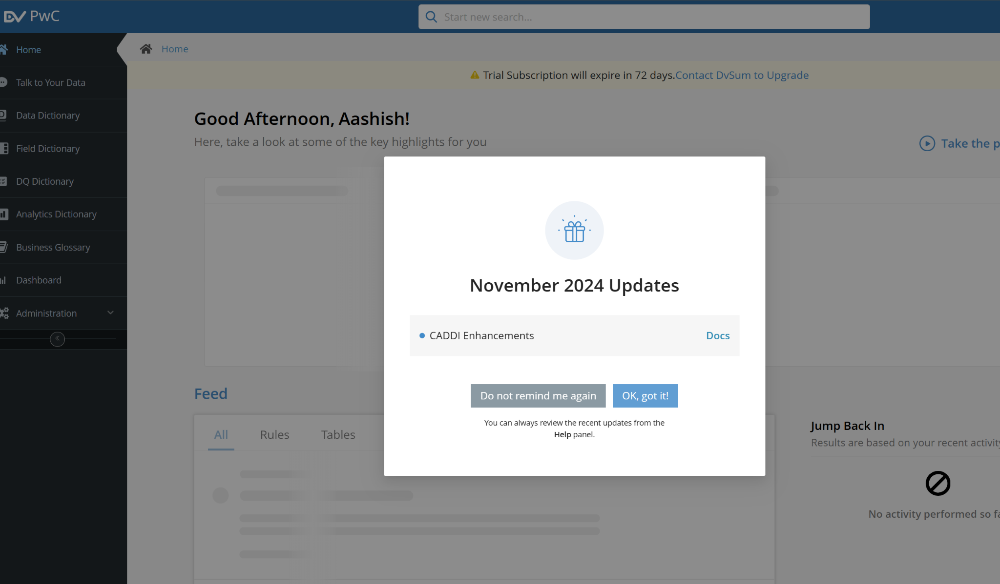 DV PwC
Start new search...
Home
Talk to Your Data
Data Dictionary
Field Dictionary
DQ Dictionary
Analytics Dictionary
Business Glossary
Dashboard
Administration
Home
Trial Subscription will expire in 72 days.Contact DvSum to Upgrade
Good Afternoon, Aashish!
Here, take a look at some of the key highlights for you
Take the p
November 2024 Updates
CADDI Enhancements Docs
Do not remind me again OK, got it!
You can always review the recent updates from the
Help panel.
Feed
All Rules Tables
Jump Back In
Results are based on your recent activity
No activity performed so fa